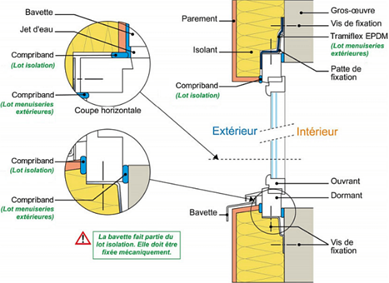 Bavette
Jet d'eau
Compriband
(Lot isolation)
Compriband
(Lot menuiseries
extérieures)
Coupe horizontale
Compriband
(Lot isolation)
Compriband
(Lot menuiseries
extérieures)
La bavette fait partie du
lot isolation. Elle doit être
fixée mécaniquement.
Parement
Isolant
Compriband
(Lot isolation)
Gros-œuvre
Vis de fixation
Tramiflex EPDM
(Lot menuiseries
extérieures)
Patte de
fixation
Extérieur
Intérieur
Ouvrant
Dormant
Bavette
Vis de
fixation